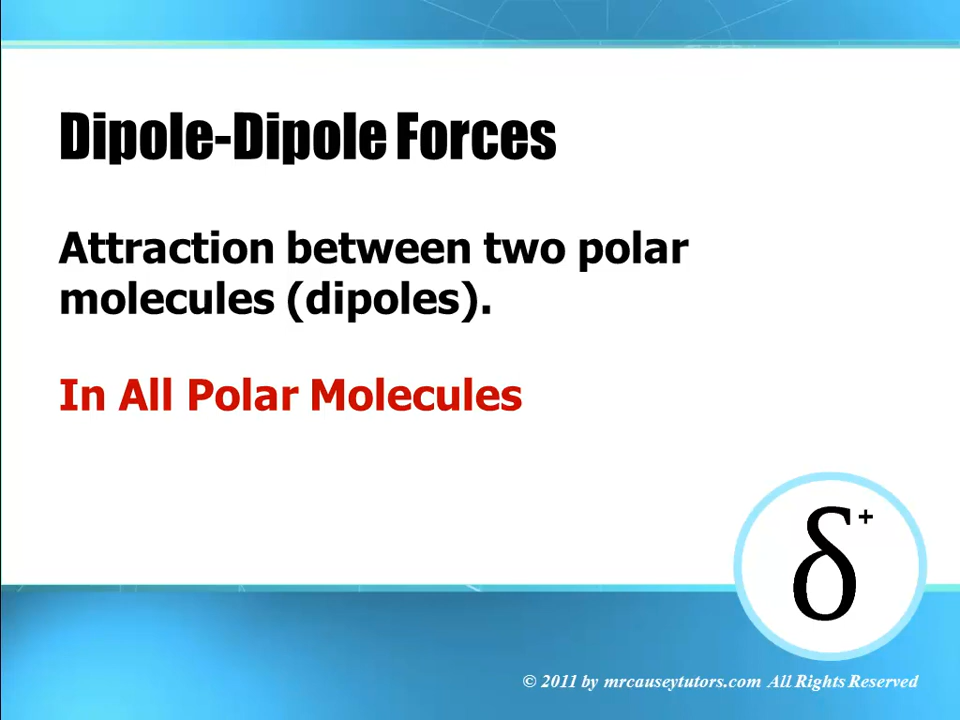 Dipole-Dipole Forces
Attraction between two polar
molecules (dipoles).
In All Polar Molecules
δ⁺
© 2011 by mrcauseytutors.com All Rights Reserved